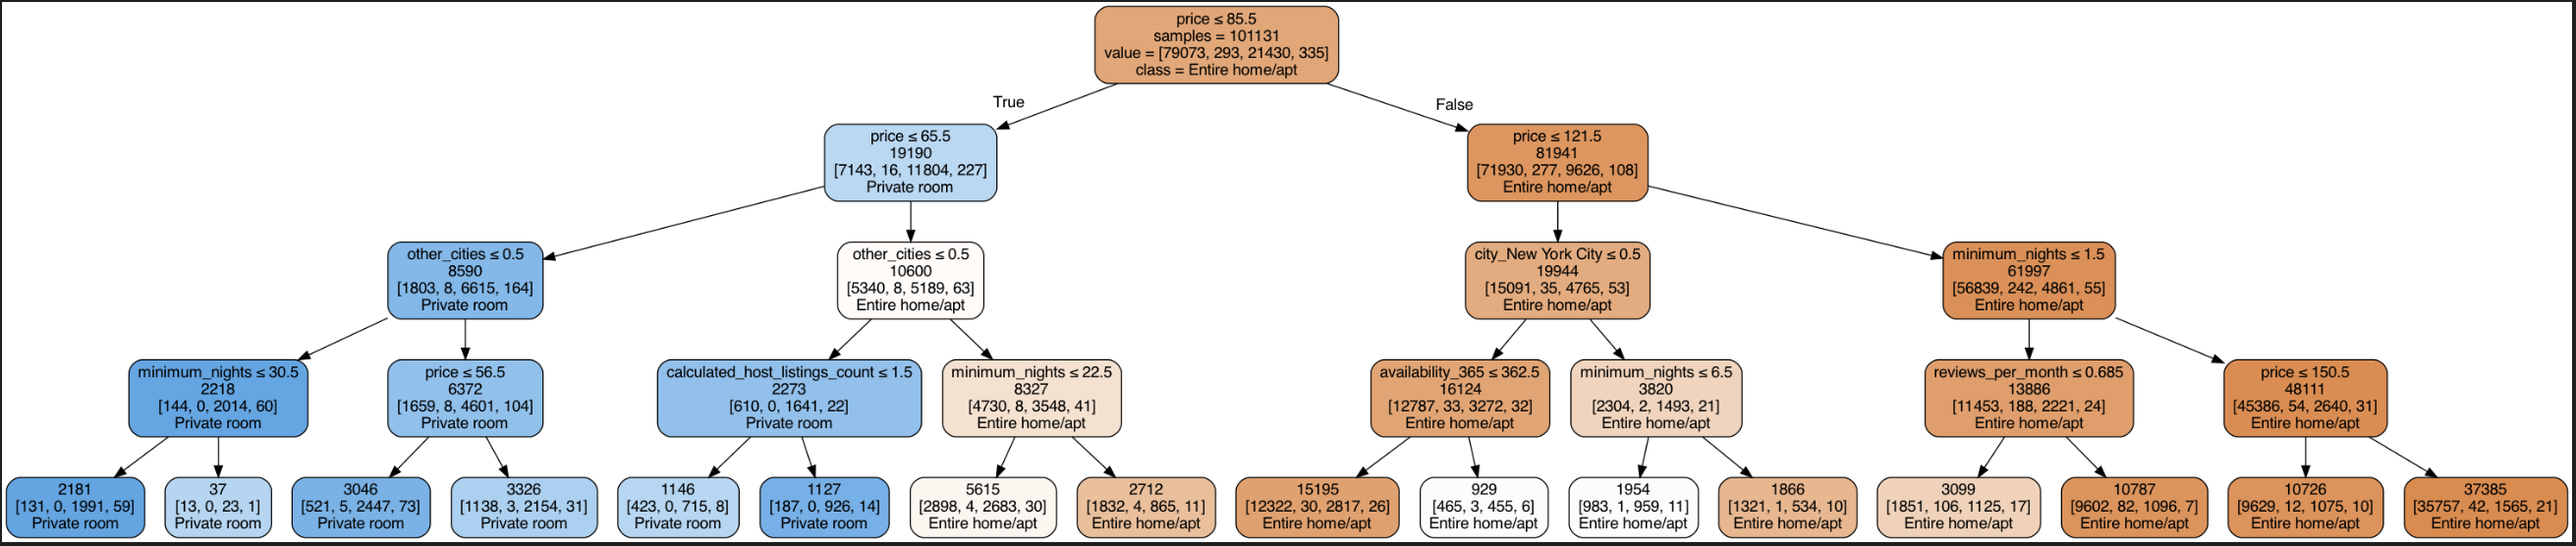 price ≤ 85.5
samples = 101131
value = [79073, 293, 21430, 335]
class = Entire home/apt
True
False
price ≤ 65.5
19190
[7143, 16, 11804, 227]
Private room
price ≤ 121.5
81941
[71930, 277, 9626, 108]
Entire home/apt
other_cities ≤ 0.5
8590
[1803, 8, 6615, 164]
Private room
other_cities ≤ 0.5
10600
[5340, 8, 5189, 63]
Entire home/apt
city_New York City ≤ 0.5
19944
[15091, 35, 4765, 53]
Entire home/apt
minimum_nights ≤ 1.5
61997
[56839, 242, 4861, 55]
Entire home/apt
minimum_nights ≤ 30.5
2218
[144, 0, 2014, 60]
Private room
price ≤ 56.5
6372
[1659, 8, 4601, 104]
Private room
calculated_host_listings_count ≤ 1.5
2273
[610, 0, 1641, 22]
Private room
minimum_nights ≤ 22.5
8327
[4730, 8, 3548, 41]
Entire home/apt
availability_365 ≤ 362.5
16124
[12787, 33, 3272, 32]
Entire home/apt
minimum_nights ≤ 6.5
3820
[2304, 2, 1493, 21]
Entire home/apt
reviews_per_month ≤ 0.685
13886
[11453, 188, 2221, 24]
Entire home/apt
price ≤ 150.5
48111
[45386, 54, 2640, 31]
Entire home/apt
2181
[131, 0, 1991, 59]
Private room
37
[13, 0, 23, 1]
Private room
3046
[521, 5, 2447, 73]
Private room
3326
[1138, 3, 2154, 31]
Private room
1146
[423, 0, 715, 8]
Private room
1127
[187, 0, 926, 14]
Private room
5615
[2898, 4, 2683, 30]
Entire home/apt
2712
[1832, 4, 865, 11]
Entire home/apt
15195
[12322, 30, 2817, 26]
Entire home/apt
929
[465, 3, 455, 6]
Entire home/apt
1954
[983, 1, 959, 11]
Entire home/apt
1866
[1321, 1, 534, 10]
Entire home/apt
3099
[1851, 106, 1125, 17]
Entire home/apt
10787
[9602, 82, 1096, 7]
Entire home/apt
10726
[9629, 12, 1075, 10]
Entire home/apt
37385
[35757, 42, 1565, 21]
Entire home/apt